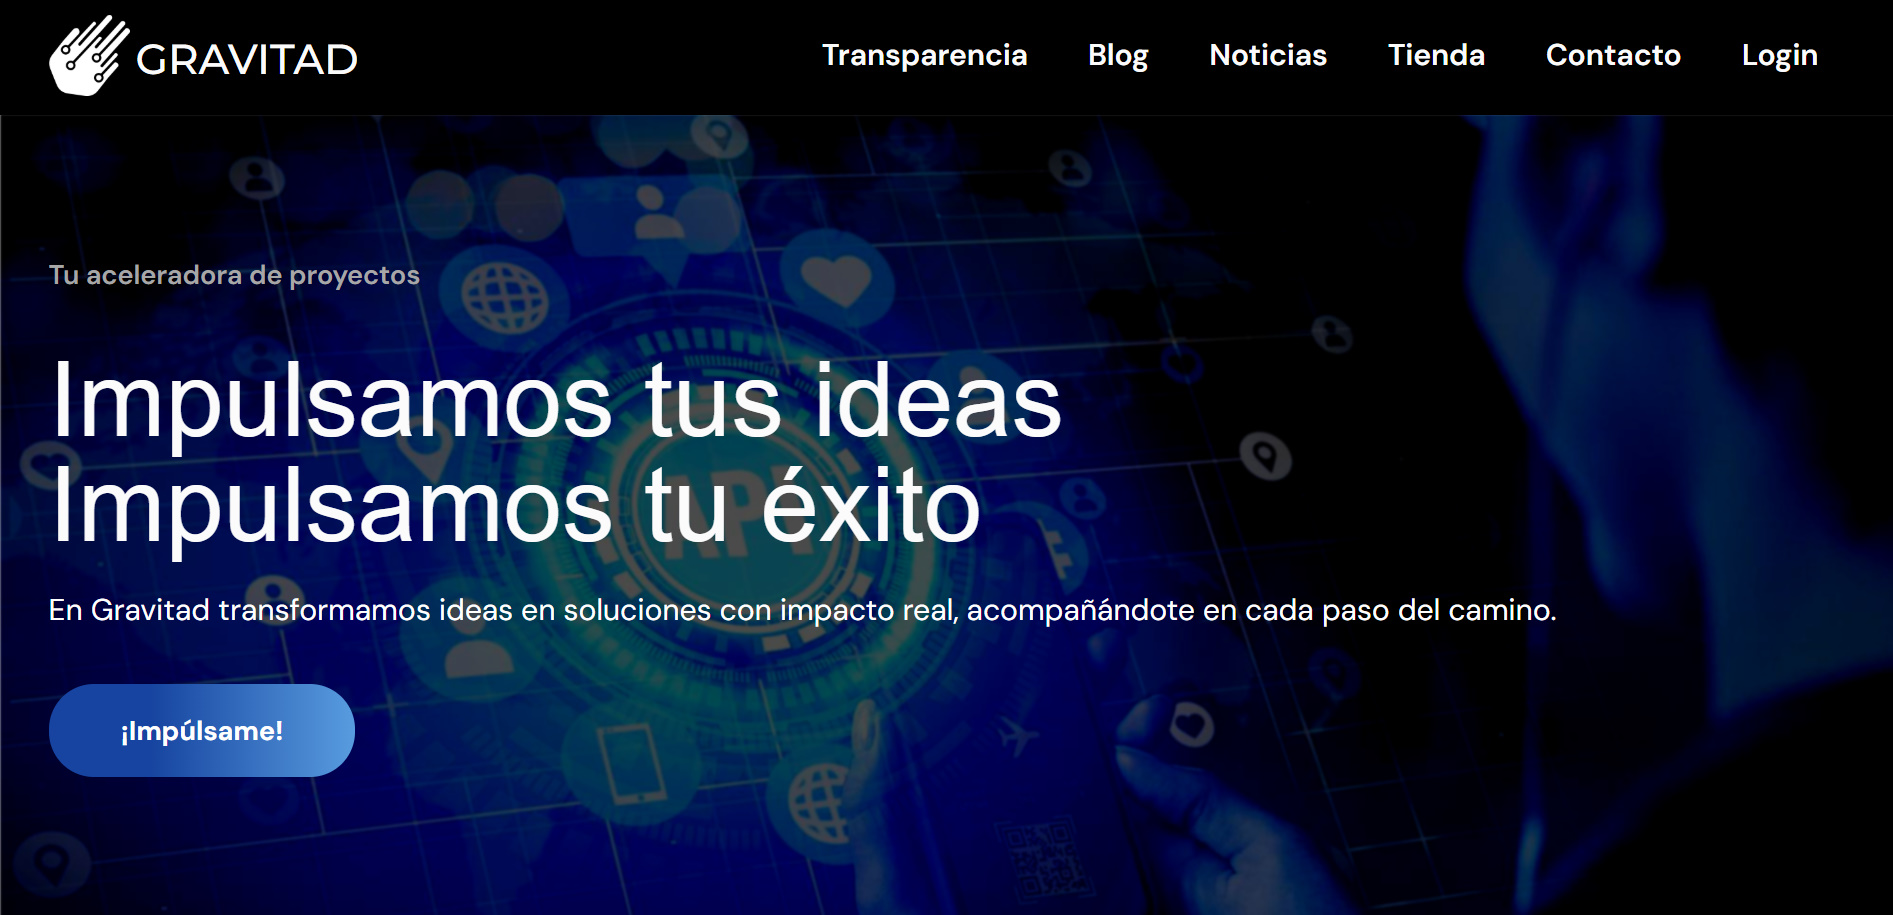 GRAVITAD
Transparencia Blog Noticias Tienda Contacto Login
Tu aceleradora de proyectos
Impulsamos tus ideas
Impulsamos tu éxito
API
En Gravitad transformamos ideas en soluciones con impacto real, acompañándote en cada paso del camino.
¡Impúlsame!